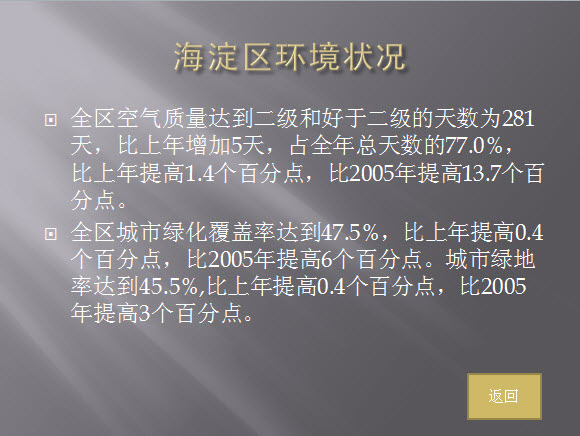 海淀区环境状况
全区空气质量达到二级和好于二级的天数为281
天，比上年增加5天，占全年总天数的77.0%，
比上年提高1.4个百分点，比2005年提高13.7个百
分点。
全区城市绿化覆盖率达到47.5%，比上年提高0.4
个百分点，比2005年提高6个百分点。城市绿地
率达到45.5%,比上年提高0.4个百分点，比2005
年提高3个百分点。
返回